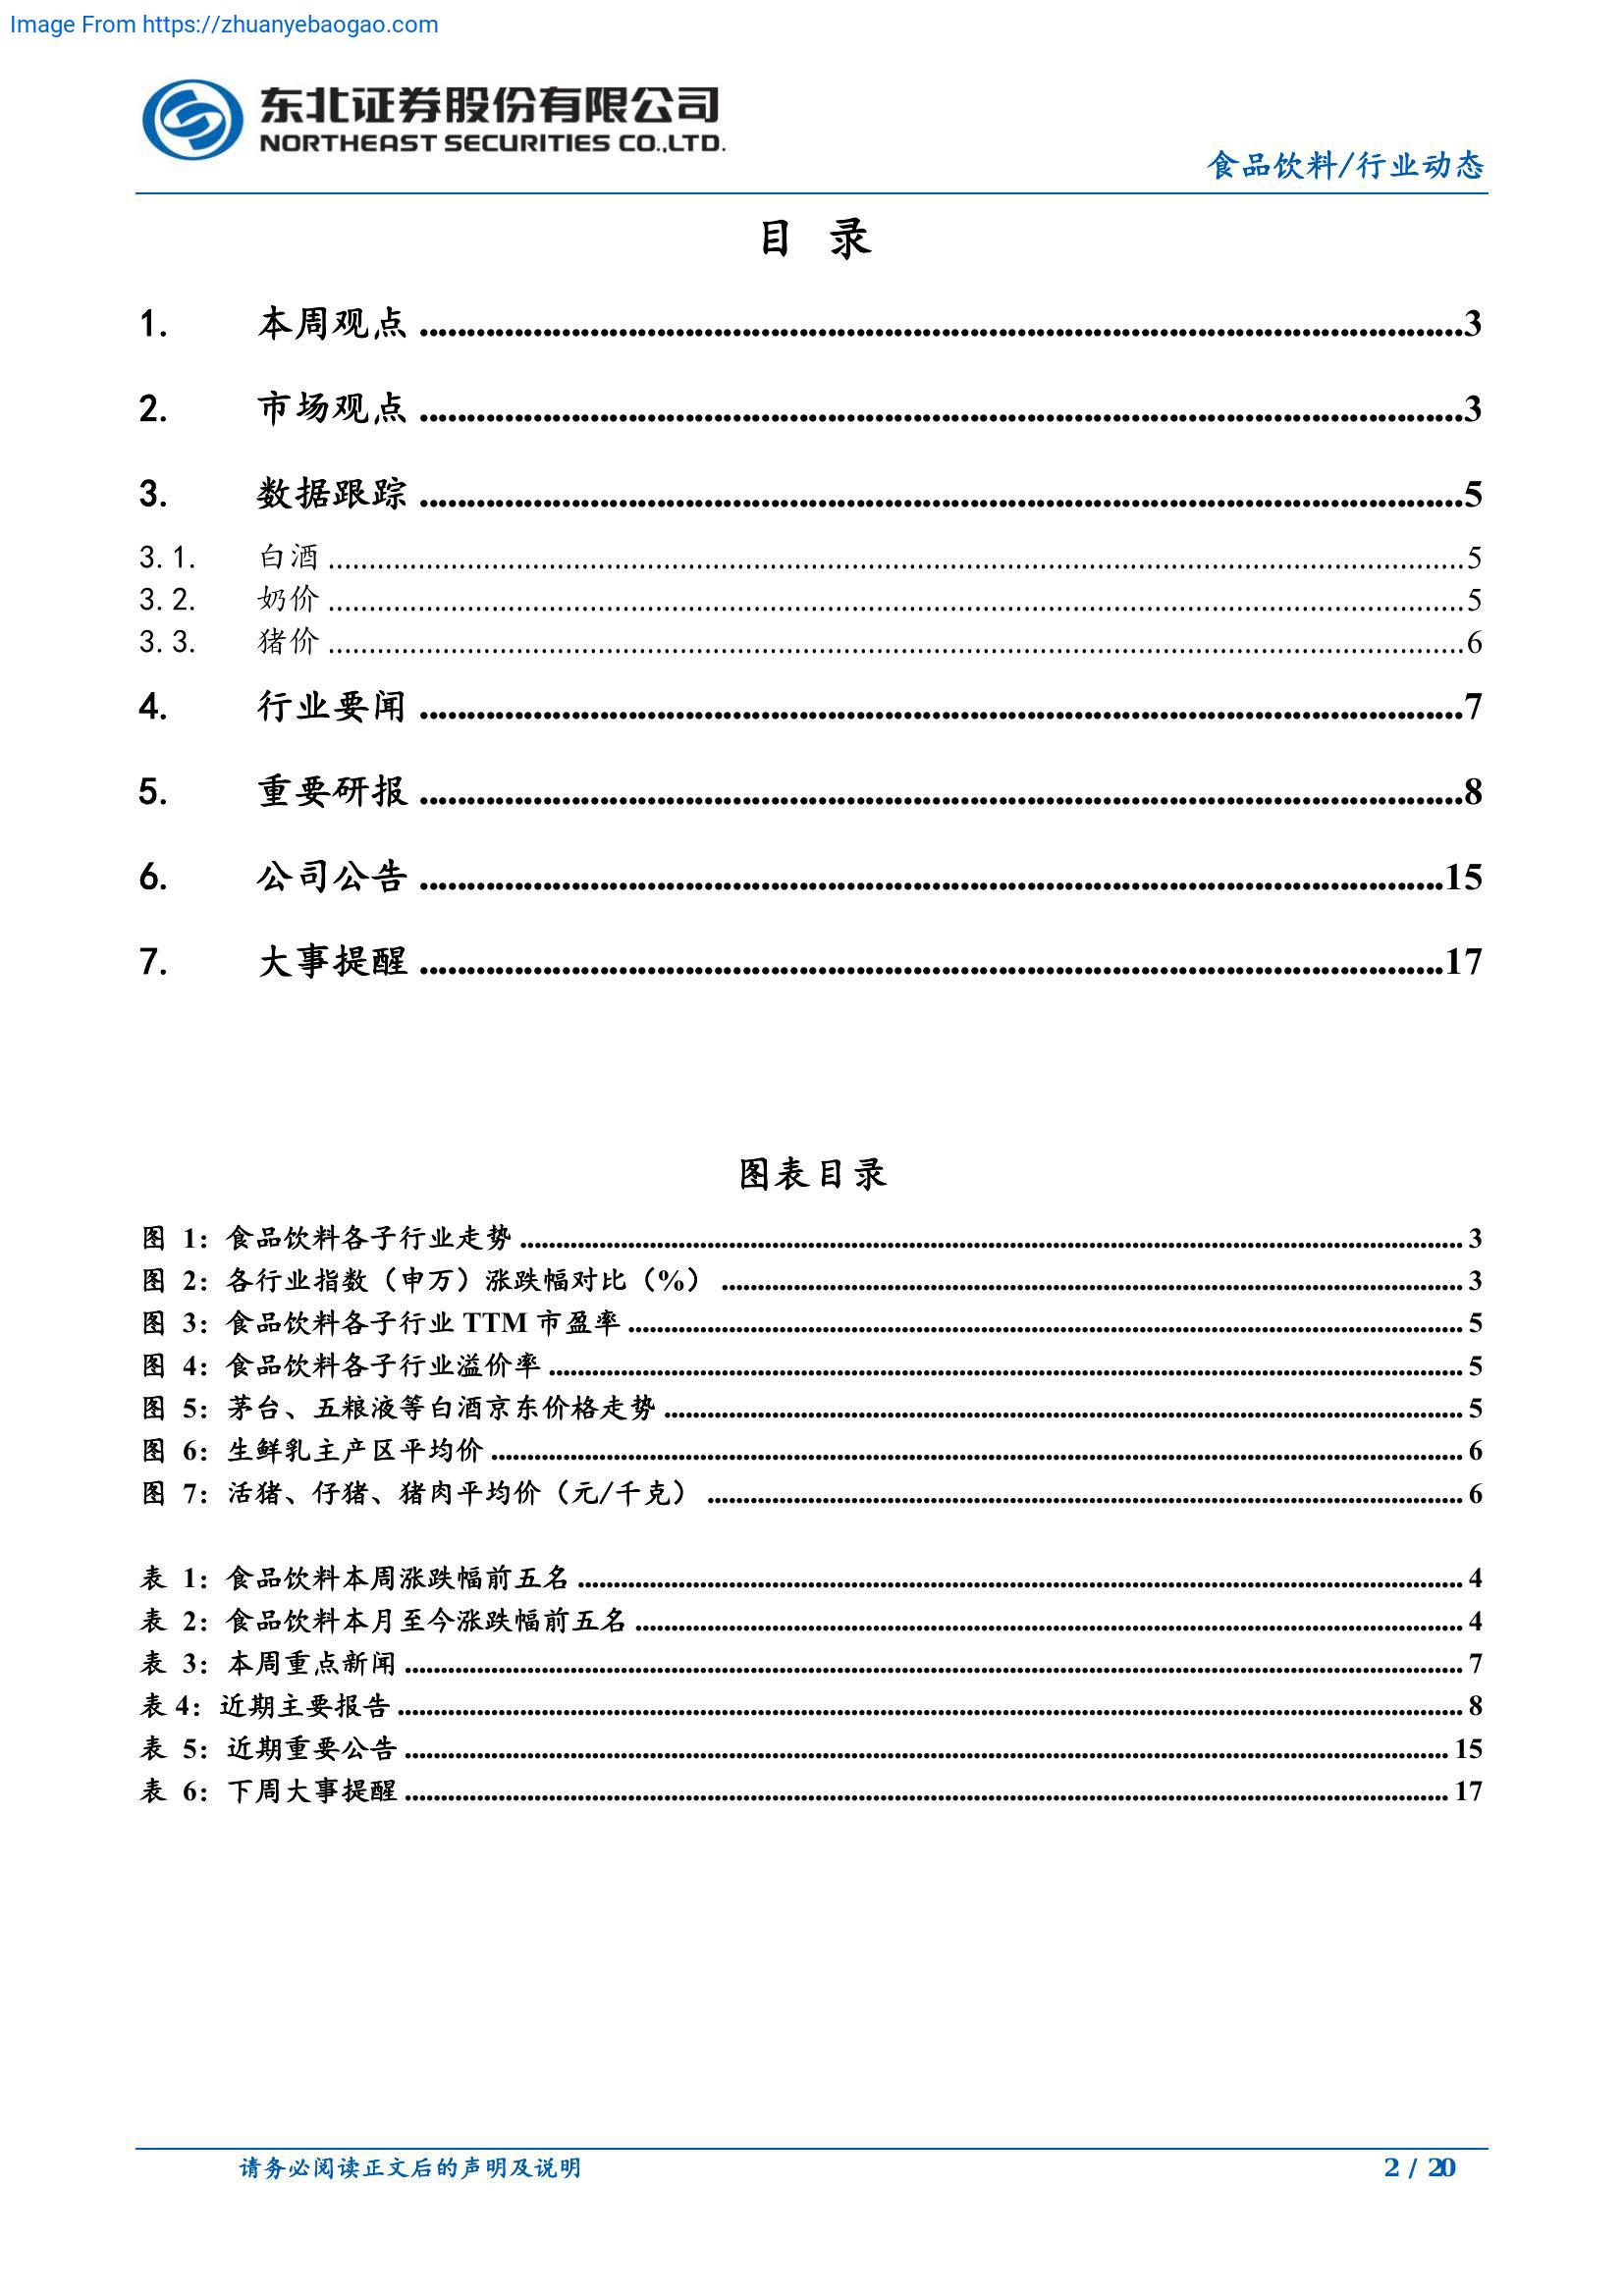 Image From https://zhuanyebaogao.com
东北证券股份有限公司
NORTHEAST SECURITIES CO.,LTD.
食品饮料/行业动态
目 录
1. 本周观点 ........................ 3
2. 市场观点 ........................ 3
3. 数据跟踪 ........................ 5
3.1. 白酒 ........................ 5
3.2. 奶价 ........................ 5
3.3. 猪价 ........................ 6
4. 行业要闻 ........................ 7
5. 重要研报 ........................ 8
6. 公司公告 ........................ 15
7. 大事提醒 ........................ 17
图表目录
图 1：食品饮料各子行业走势 ........................ 3
图 2：各行业指数（申万）涨跌幅对比（%） ........................ 3
图 3：食品饮料各子行业 TTM 市盈率 ........................ 5
图 4：食品饮料各子行业溢价率 ........................ 5
图 5：茅台、五粮液等白酒京东价格走势 ........................ 5
图 6：生鲜乳主产区平均价 ........................ 6
图 7：活猪、仔猪、猪肉平均价（元/千克） ........................ 6
表 1：食品饮料本周涨跌幅前五名 ........................ 4
表 2：食品饮料本月至今涨跌幅前五名 ........................ 4
表 3：本周重点新闻 ........................ 7
表 4：近期主要报告 ........................ 8
表 5：近期重要公告 ........................ 15
表 6：下周大事提醒 ........................ 17
请务必阅读正文后的声明及说明 2 / 20